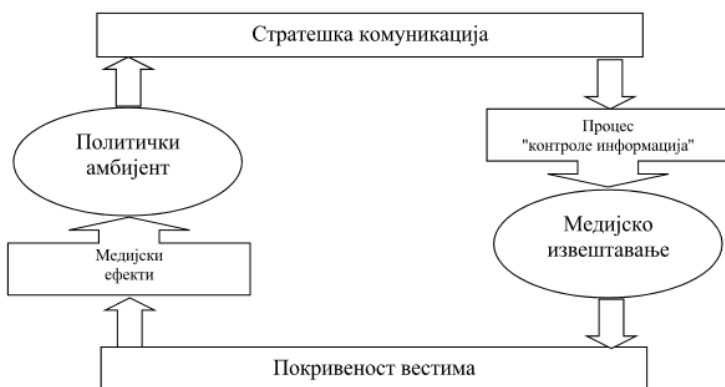 Стратешка комуникација
Политички
амбијент
Процес
"контроле информација"
Медијски
ефекти
Медијско
извештавање
Покривеност вестима